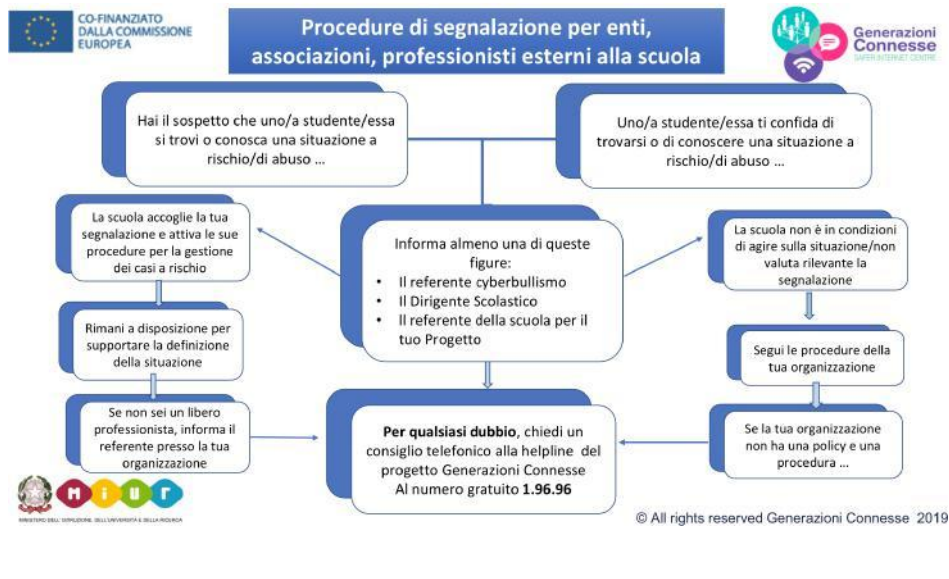 CO-FINANZIATO
DALLA COMMISSIONE
EUROPEA
Procedure di segnalazione per enti,
associazioni, professionisti esterni alla scuola
Generazioni
Connesse
SAFER INTERNET CENTRE
Hai il sospetto che uno/a studente/essa
si trovi o conosca una situazione a
rischio/di abuso ...
Uno/a studente/essa ti confida di
trovarsi o di conoscere una situazione a
rischio/di abuso ...
La scuola accoglie la tua
segnalazione e attiva le sue
procedure per la gestione
dei casi a rischio
Informa almeno una di queste
figure:
• Il referente cyberbullismo
• Il Dirigente Scolastico
• Il referente della scuola per il
tuo Progetto
La scuola non è in condizioni
di agire sulla situazione/non
valuta rilevante la
segnalazione
Rimani a disposizione per
supportare la definizione
della situazione
Segui le procedure della
tua organizzazione
Se non sei un libero
professionista, informa il
referente presso la tua
organizzazione
Per qualsiasi dubbio, chiedi un
consiglio telefonico alla helpline del
progetto Generazioni Connesse
Al numero gratuito 1.96.96
Se la tua organizzazione
non ha una policy e una
procedura ...
MIUR
MINISTERO DELL'ISTRUZIONE, DELL'UNIVERSITÀ E DELLA RICERCA
© All rights reserved Generazioni Connesse 2019